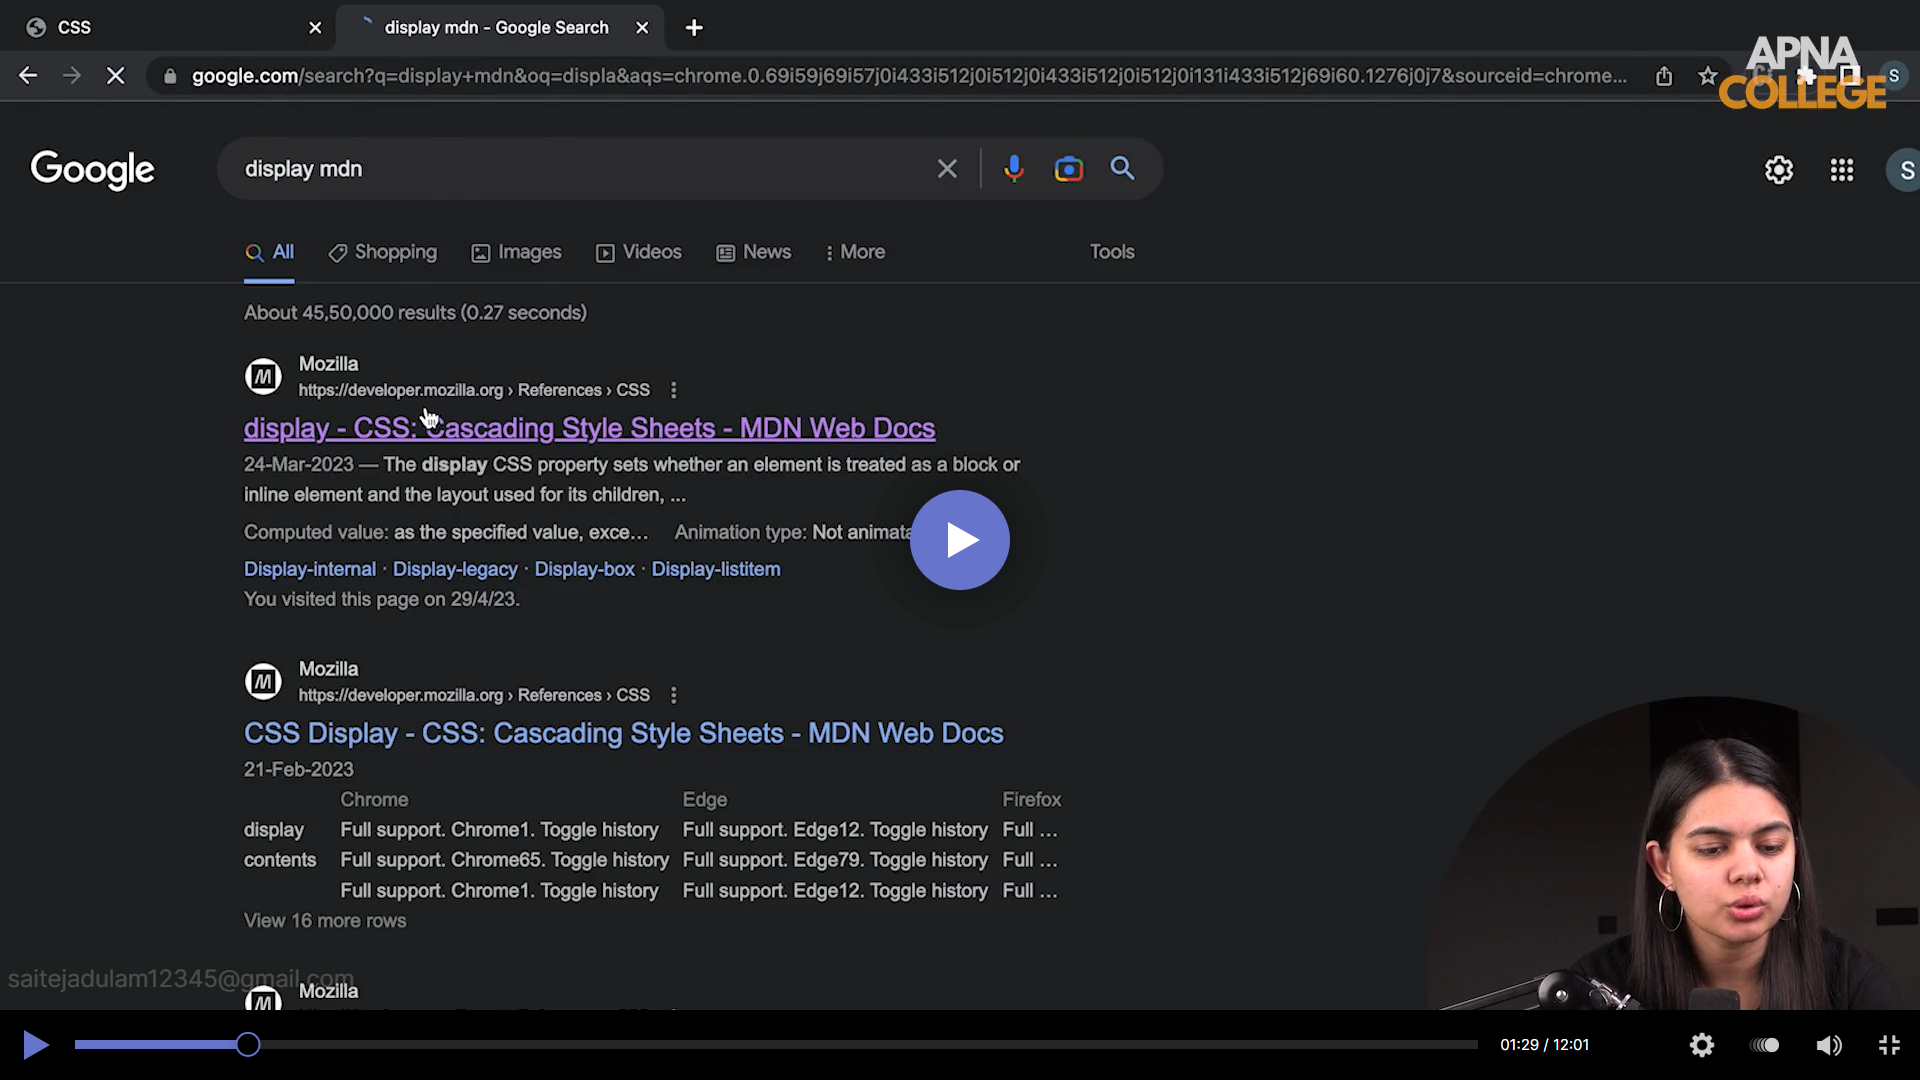 CSS
display mdn - Google Search
google.com/search?q=display+mdn&oq=displa&aqs=chrome.0.69i59j69i57j0i433i512j0i512j0i433i512j0i512j0i131i433i512j69i60.1276j0j7&sourceid=chrome...
S
APNA
COLLEGE
Google
display mdn
S
All
Shopping
Images
Videos
News
More
Tools
About 45,50,000 results (0.27 seconds)
Mozilla
https://developer.mozilla.org › References › CSS
display - CSS: Cascading Style Sheets - MDN Web Docs
24-Mar-2023 — The display CSS property sets whether an element is treated as a block or
inline element and the layout used for its children, ...
Computed value: as the specified value, exce... Animation type: Not animata
Display-internal · Display-legacy · Display-box · Display-listitem
You visited this page on 29/4/23.
Mozilla
https://developer.mozilla.org › References › CSS
CSS Display - CSS: Cascading Style Sheets - MDN Web Docs
21-Feb-2023
Chrome Edge Firefox
display Full support. Chrome1. Toggle history Full support. Edge12. Toggle history Full ...
contents Full support. Chrome65. Toggle history Full support. Edge79. Toggle history Full ...
Full support. Chrome1. Toggle history Full support. Edge12. Toggle history Full ...
View 16 more rows
saitejadulam12345@gmail.com
Mozilla
01:29 / 12:01